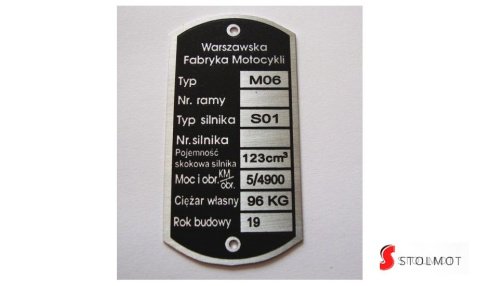 Warszawska
Fabryka Motocykli
Typ M06
Nr. ramy
Typ silnika S01
Nr.silnika
Pojemność
skokowa silnika 123cm³
Moc i obr. KM/obr. 5/4900
Ciężar własny 96 KG
Rok budowy 19
STOLMOT